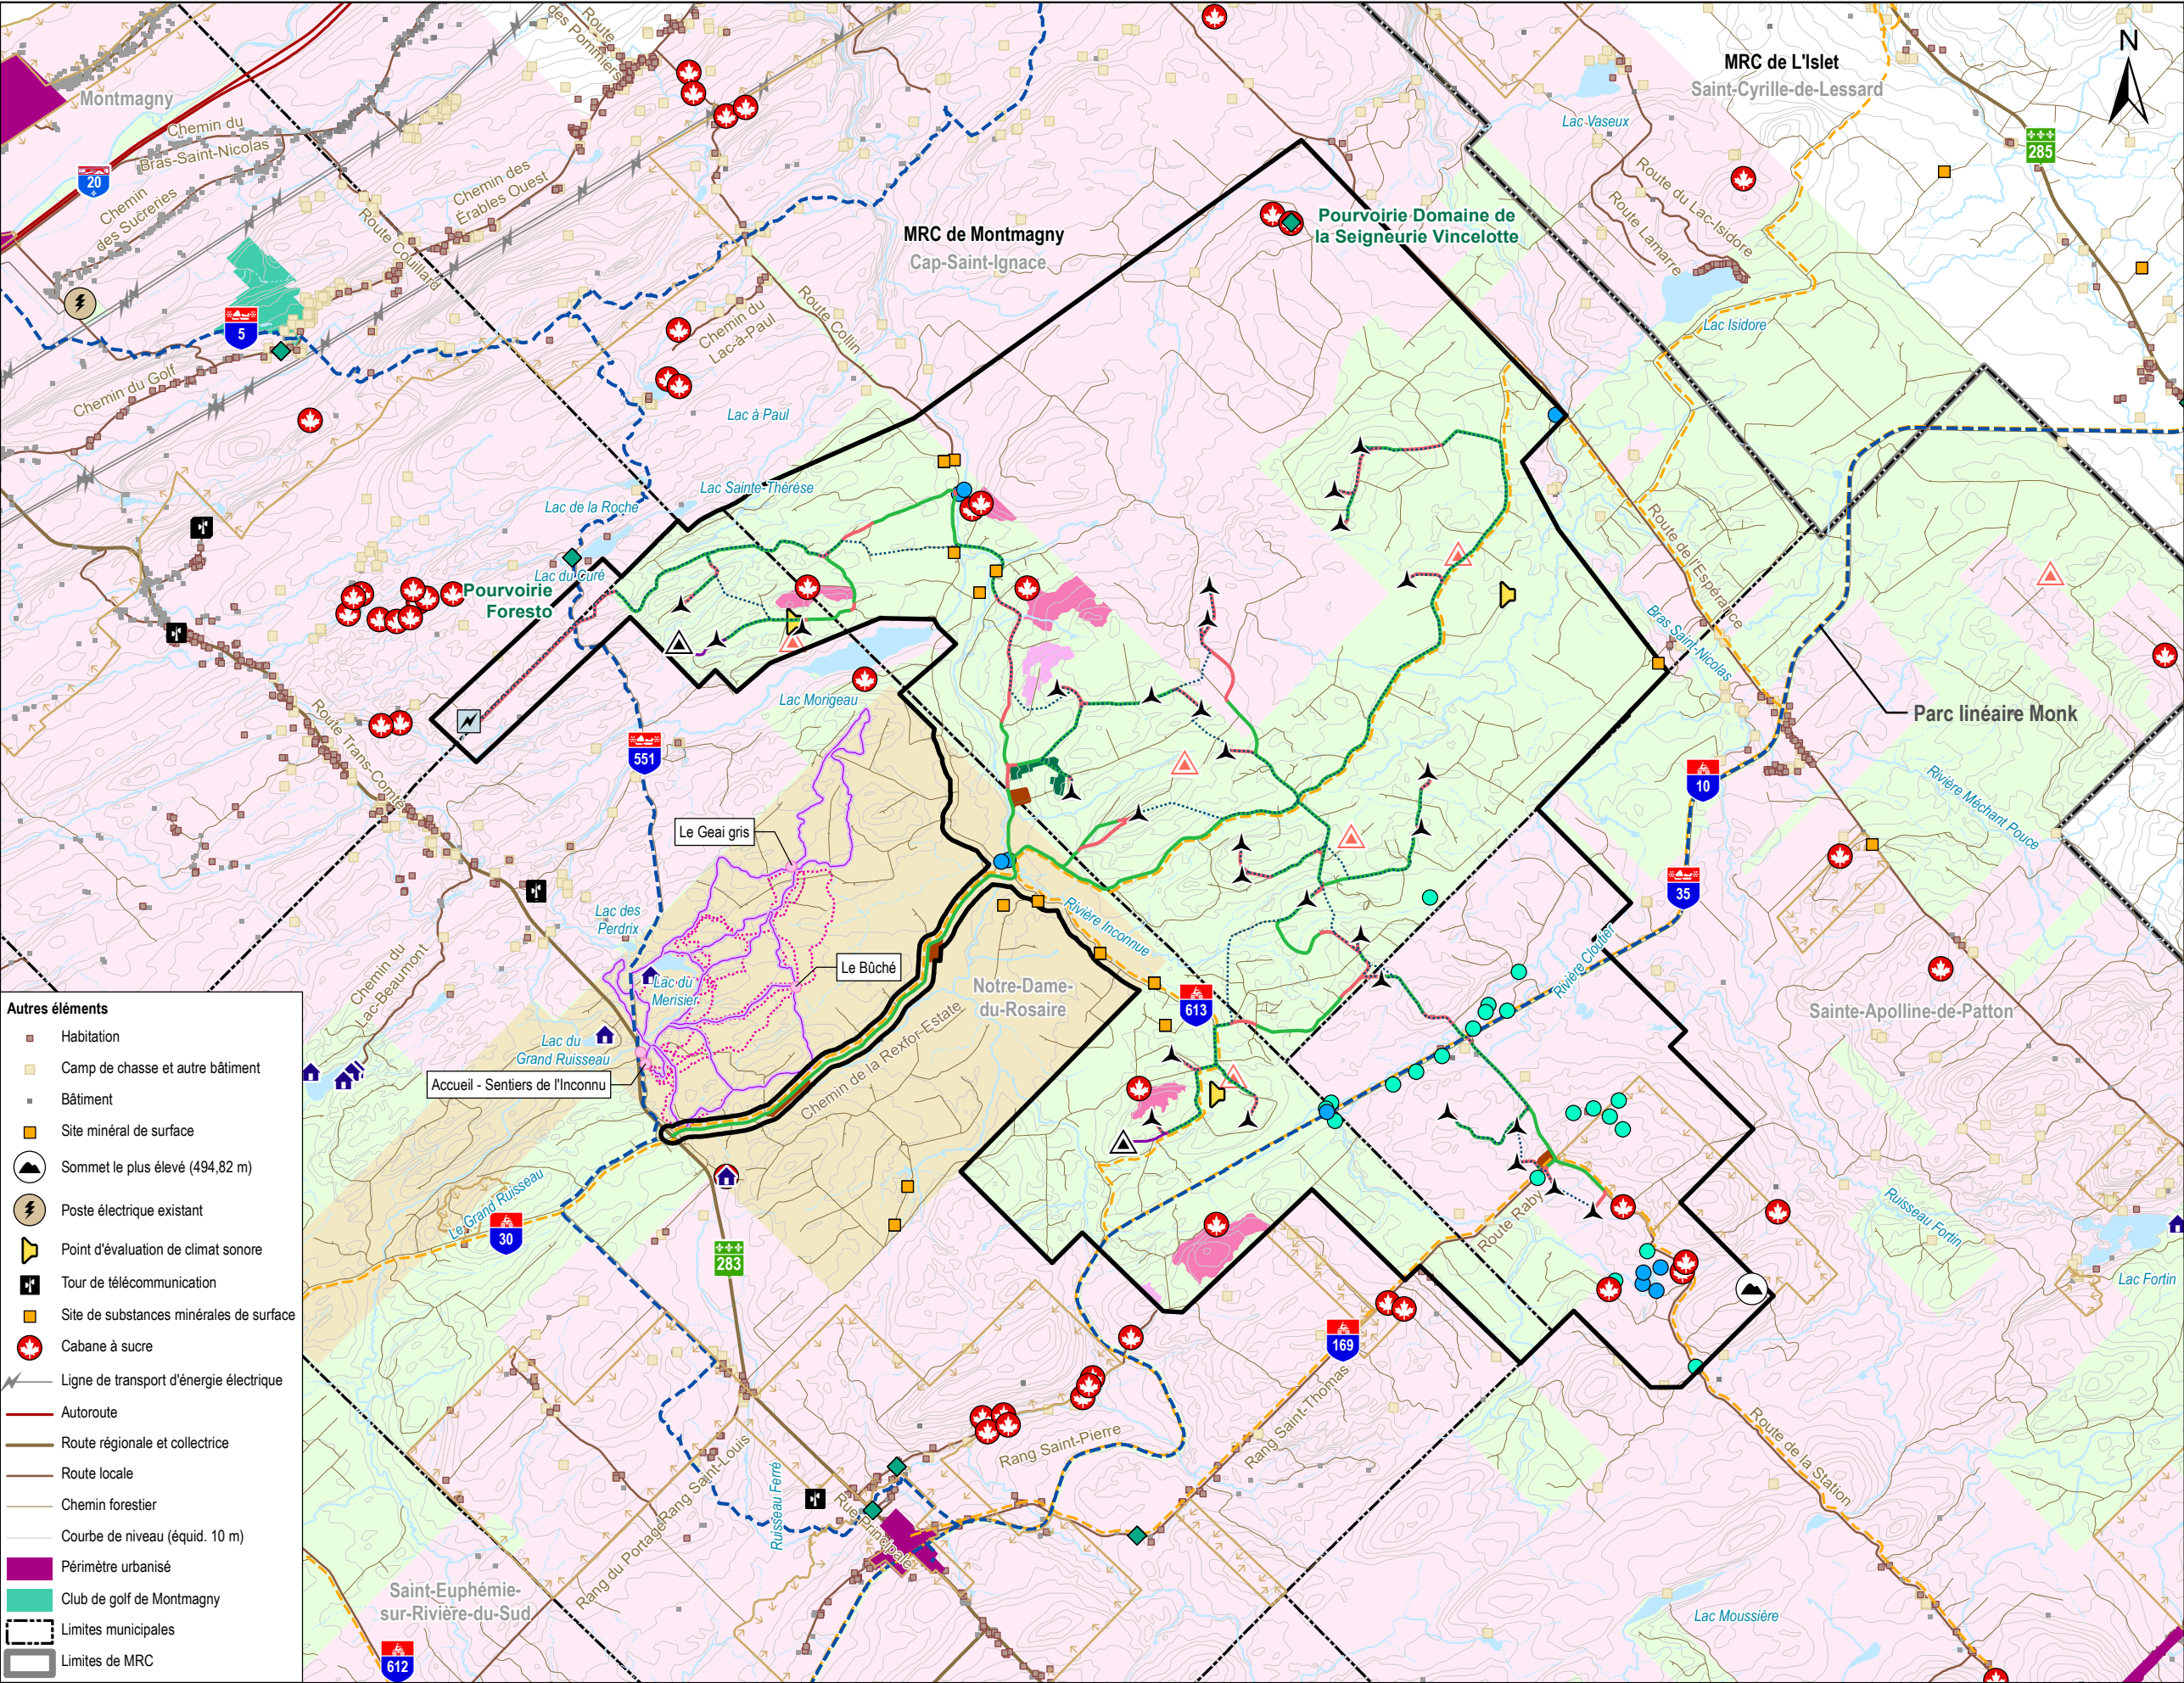 Route
des Pommiers
MRC de L'Islet
Saint-Cyrille-de-Lessard
N
Montmagny
Chemin du
Bras-Saint-Nicolas
Lac Vaseux
285
20
Chemin
des Sucreries
Chemin des
Érables Ouest
Route du Lac-Isidore
Route Lamarre
Route Couillard
MRC de Montmagny
Cap-Saint-Ignace
Pourvoirie Domaine de
la Seigneurie Vincelotte
5
Chemin du
Lac-à-Paul
Route Collin
Lac Isidore
Chemin du Golf
Lac à Paul
Lac Sainte-Thérèse
Lac de la Roche
Route de l'Espérance
Lac du Curé
Pourvoirie
Foresto
Bras Saint-Nicolas
Lac Morigeau
Parc linéaire Monk
Route Trans-Comté
551
10
Rivière Méchant Pouce
Le Geai gris
35
Lac des
Perdrix
Rivière Inconnue
Rivière Cloutier
Le Bûché
Chemin du
Lac-Beaumont
Lac du
Merisier
Notre-Dame-
du-Rosaire
613
Sainte-Apolline-de-Patton
Lac du
Grand Ruisseau
Accueil - Sentiers de l'Inconnu
Chemin de la Rexfor-Estate
Le Grand Ruisseau
30
283
Route Raby
Ruisseau Fortin
Lac Fortin
169
Rang Saint-Thomas
Rang Saint-Pierre
Route de la Station
Rang Saint-Louis
Rang du Portage
Ruisseau Ferré
Rue Principale
Saint-Euphémie-
sur-Rivière-du-Sud
Lac Moussière
612
Autres éléments
Habitation
Camp de chasse et autre bâtiment
Bâtiment
Site minéral de surface
Sommet le plus élevé (494,82 m)
Poste électrique existant
Point d'évaluation de climat sonore
Tour de télécommunication
Site de substances minérales de surface
Cabane à sucre
Ligne de transport d'énergie électrique
Autoroute
Route régionale et collectrice
Route locale
Chemin forestier
Courbe de niveau (équid. 10 m)
Périmètre urbanisé
Club de golf de Montmagny
Limites municipales
Limites de MRC